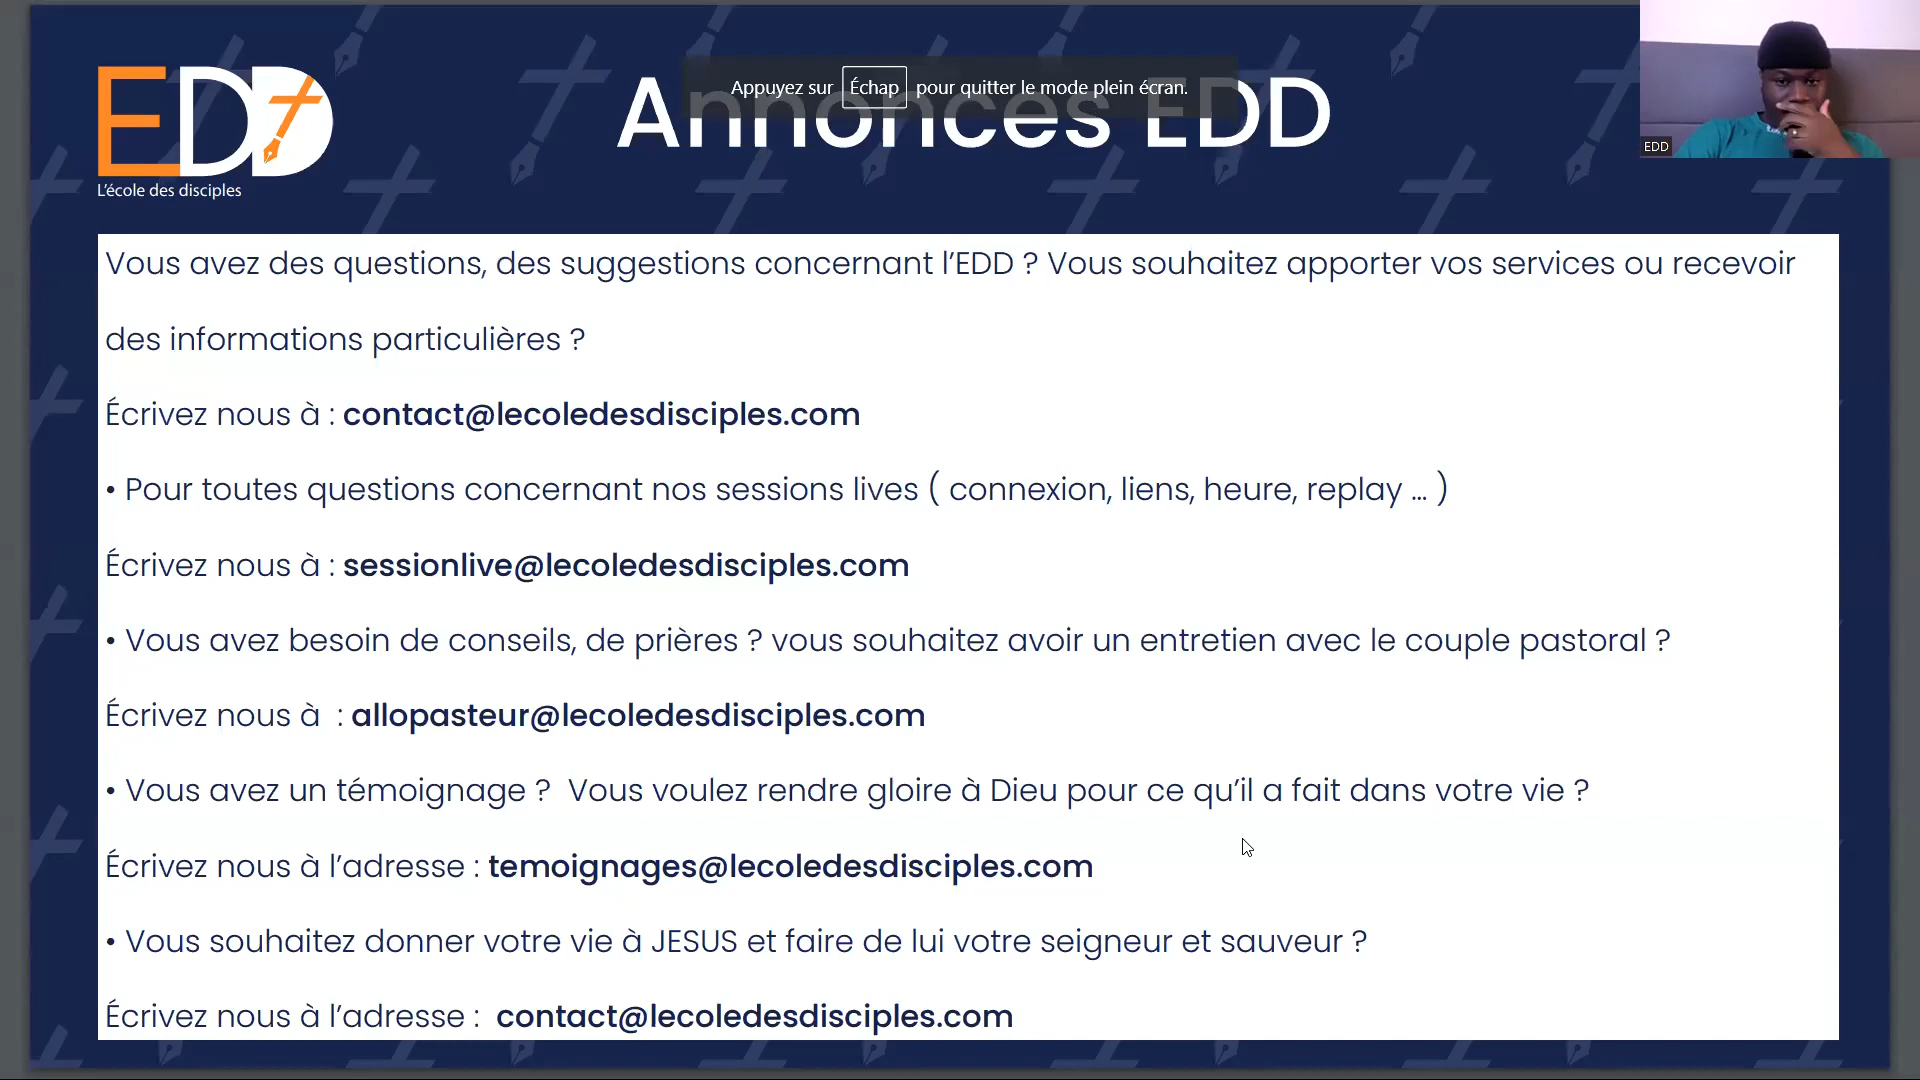 EDD
L'école des disciples
Annonces EDD
Appuyez sur Échap pour quitter le mode plein écran.
EDD
Vous avez des questions, des suggestions concernant l'EDD ? Vous souhaitez apporter vos services ou recevoir
des informations particulières ?
Écrivez nous à : contact@lecoledesdisciples.com
• Pour toutes questions concernant nos sessions lives ( connexion, liens, heure, replay ... )
Écrivez nous à : sessionlive@lecoledesdisciples.com
• Vous avez besoin de conseils, de prières ? vous souhaitez avoir un entretien avec le couple pastoral ?
Écrivez nous à  : allopasteur@lecoledesdisciples.com
• Vous avez un témoignage ?  Vous voulez rendre gloire à Dieu pour ce qu'il a fait dans votre vie ?
Écrivez nous à l'adresse : temoignages@lecoledesdisciples.com
• Vous souhaitez donner votre vie à JESUS et faire de lui votre seigneur et sauveur ?
Écrivez nous à l'adresse :  contact@lecoledesdisciples.com